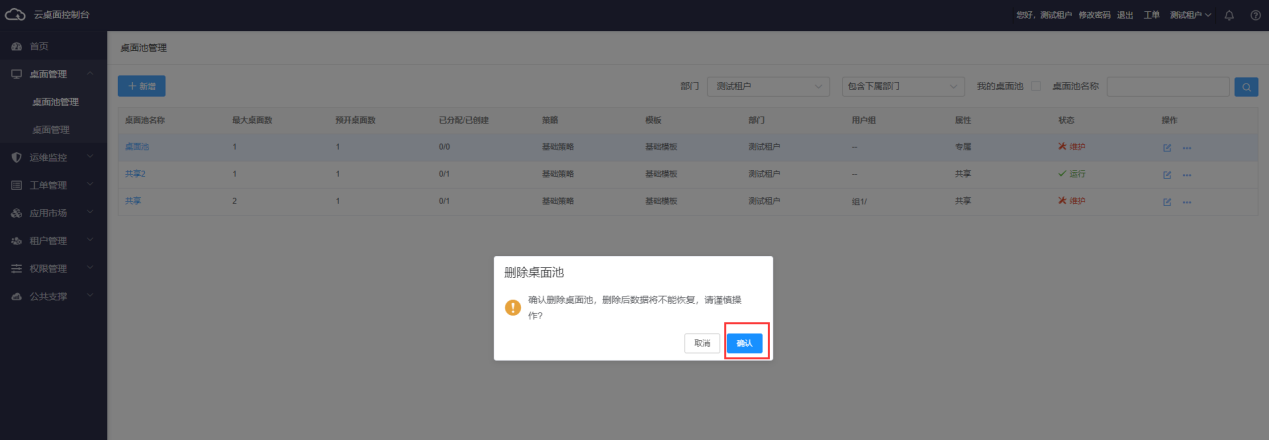 云桌面控制台
您好，测试租户 修改密码 退出 工单 测试租户
首页
桌面管理
桌面池管理
桌面管理
运维监控
工单管理
应用市场
租户管理
权限管理
公共支撑
桌面池管理
+ 新增
部门 测试租户 包含下属部门 我的桌面池 桌面池名称
桌面池名称 最大桌面数 预开桌面数 已分配/已创建 策略 模板 部门 用户组 属性 状态 操作
桌面池 1 1 0/0 基础策略 基础模板 测试租户 -- 专属 维护
共享2 1 1 0/1 基础策略 基础模板 测试租户 -- 共享 运行
共享 2 1 0/1 基础策略 基础模板 测试租户 组1/ 共享 维护
删除桌面池
确认删除桌面池，删除后数据将不能恢复，请谨慎操
作?
取消 确认